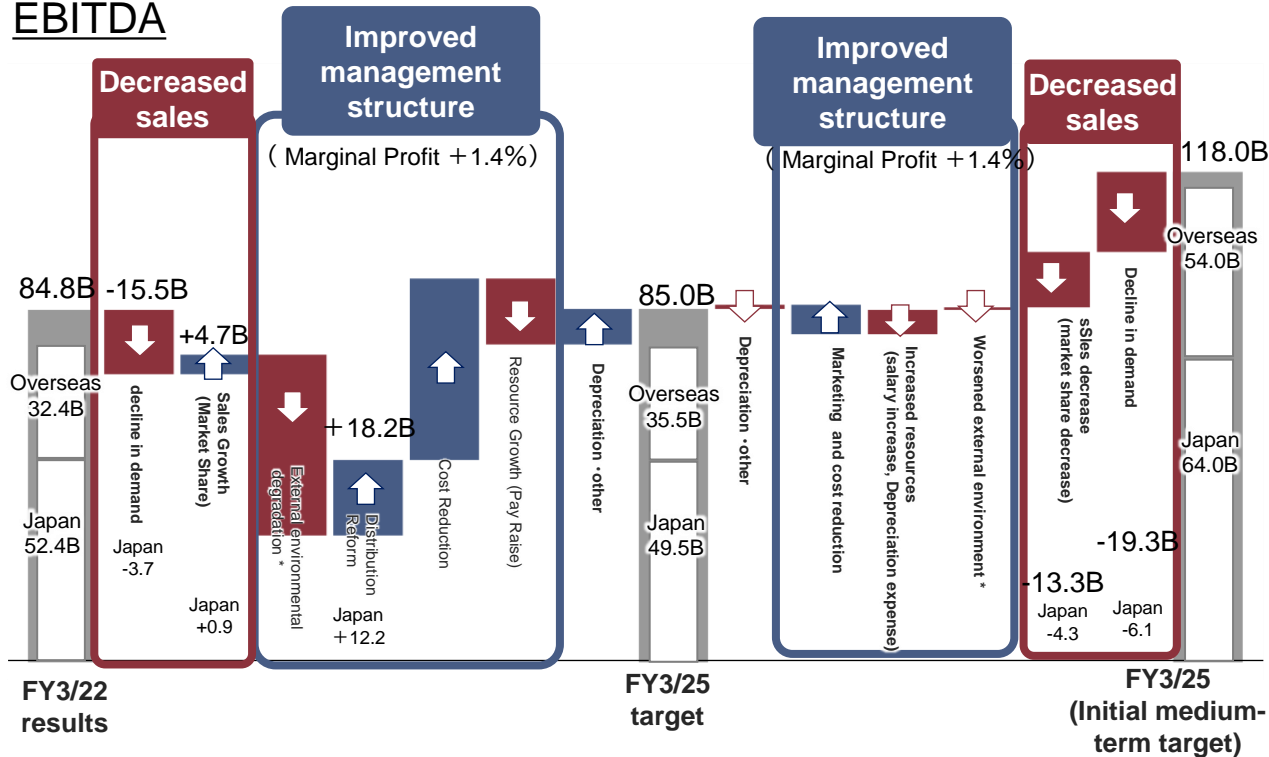 EBITDA
Decreased
sales
Improved
management
structure
( Marginal Profit +1.4%)
Improved
management
structure
( Marginal Profit +1.4%)
Decreased
sales
84.8B
Overseas
32.4B
Japan
52.4B
-15.5B
decline in demand
Japan
-3.7
+4.7B
Sales Growth
(Market Share)
Japan
+0.9
External environmental
degradation *
+18.2B
Distribution
Reform
Japan
+12.2
Cost Reduction
Resource Growth (Pay Raise)
Depreciation・other
85.0B
Overseas
35.5B
Japan
49.5B
Depreciation・other
Marketing and cost reduction
Increased resources
(salary increase, Depreciation expense)
Worsened external environment *
sSles decrease
(market share decrease)
-13.3B
Japan
-4.3
Decline in demand
-19.3B
Japan
-6.1
118.0B
Overseas
54.0B
Japan
64.0B
FY3/22
results
FY3/25
target
FY3/25
(Initial medium-
term target)